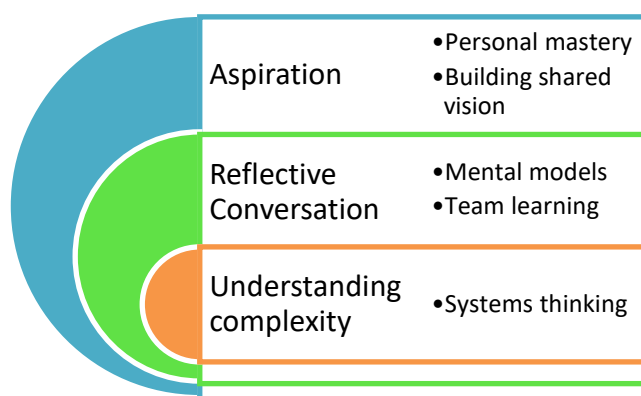 Aspiration
•Personal mastery
•Building shared
vision
Reflective
Conversation
•Mental models
•Team learning
Understanding
complexity
•Systems thinking